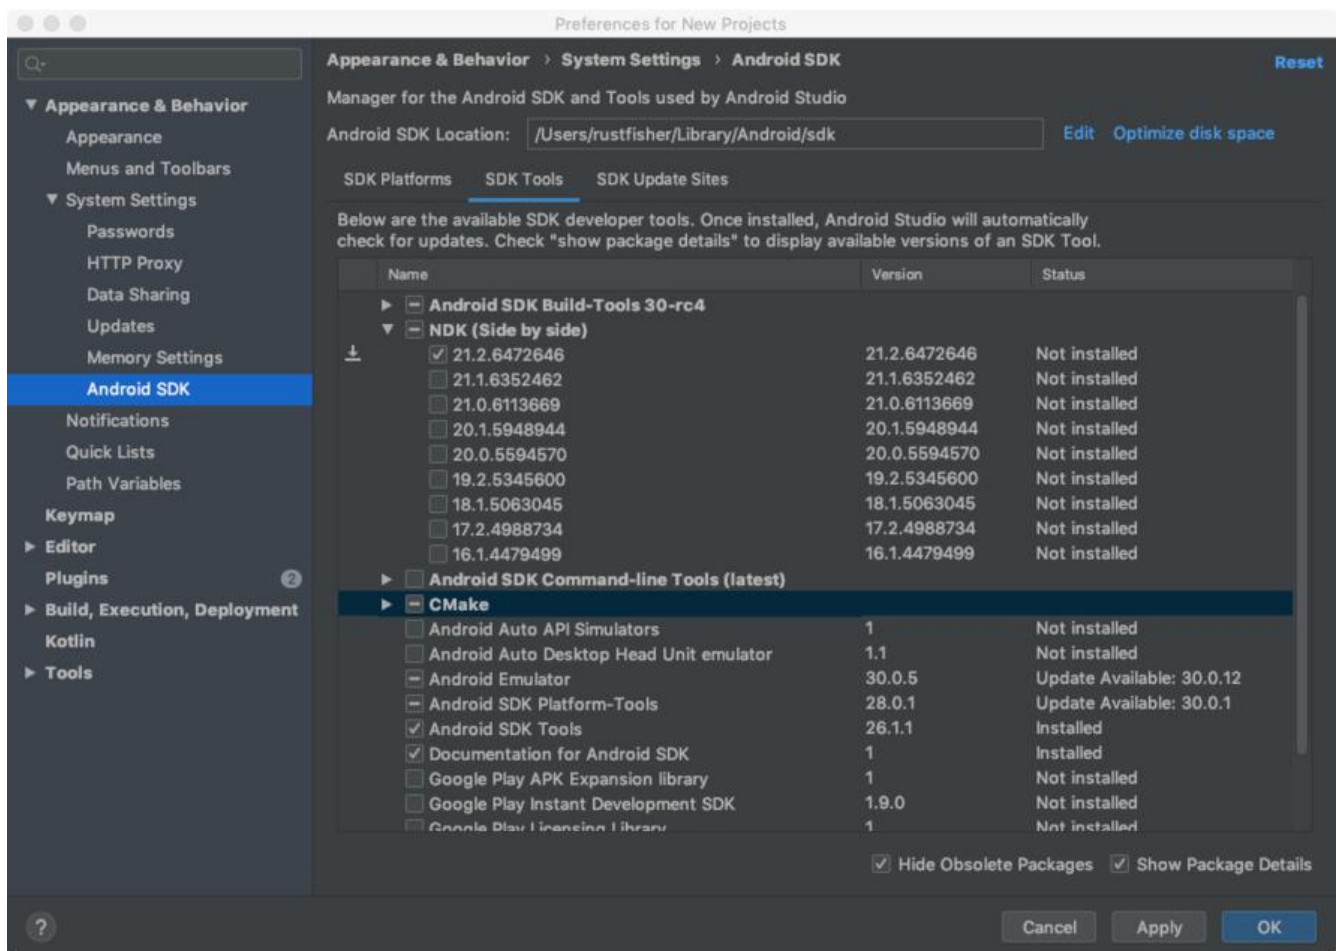 Preferences for New Projects
Appearance & Behavior
Appearance
Menus and Toolbars
System Settings
Passwords
HTTP Proxy
Data Sharing
Updates
Memory Settings
Android SDK
Notifications
Quick Lists
Path Variables
Keymap
Editor
Plugins 2
Build, Execution, Deployment
Kotlin
Tools
Appearance & Behavior › System Settings › Android SDK Reset
Manager for the Android SDK and Tools used by Android Studio
Android SDK Location: /Users/rustfisher/Library/Android/sdk Edit Optimize disk space
SDK Platforms SDK Tools SDK Update Sites
Below are the available SDK developer tools. Once installed, Android Studio will automatically
check for updates. Check "show package details" to display available versions of an SDK Tool.
Name Version Status
Android SDK Build-Tools 30-rc4
NDK (Side by side)
21.2.6472646 21.2.6472646 Not installed
21.1.6352462 21.1.6352462 Not installed
21.0.6113669 21.0.6113669 Not installed
20.1.5948944 20.1.5948944 Not installed
20.0.5594570 20.0.5594570 Not installed
19.2.5345600 19.2.5345600 Not installed
18.1.5063045 18.1.5063045 Not installed
17.2.4988734 17.2.4988734 Not installed
16.1.4479499 16.1.4479499 Not installed
Android SDK Command-line Tools (latest)
CMake
Android Auto API Simulators 1 Not installed
Android Auto Desktop Head Unit emulator 1.1 Not installed
Android Emulator 30.0.5 Update Available: 30.0.12
Android SDK Platform-Tools 28.0.1 Update Available: 30.0.1
Android SDK Tools 26.1.1 Installed
Documentation for Android SDK 1 Installed
Google Play APK Expansion library 1 Not installed
Google Play Instant Development SDK 1.9.0 Not installed
Google Play Licensing Library 1 Not installed
Hide Obsolete Packages Show Package Details
? Cancel Apply OK